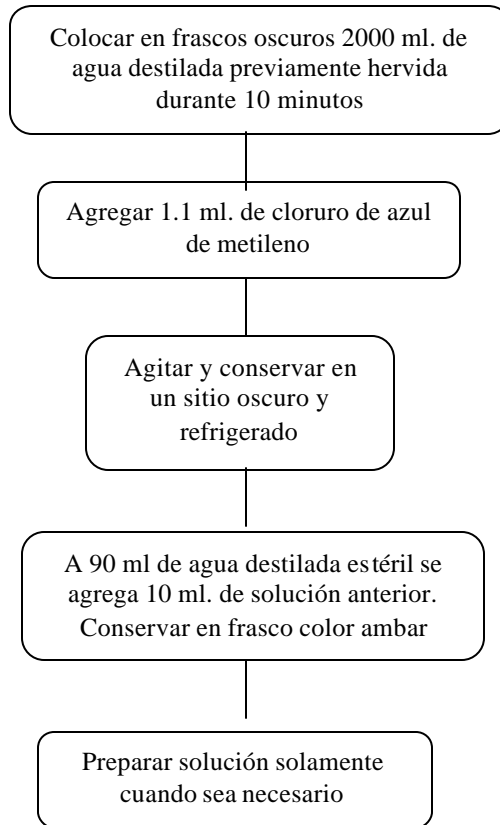 Colocar en frascos oscuros 2000 ml. de
agua destilada previamente hervida
durante 10 minutos
Agregar 1.1 ml. de cloruro de azul
de metileno
Agitar y conservar en
un sitio oscuro y
refrigerado
A 90 ml de agua destilada estéril se
agrega 10 ml. de solución anterior.
Conservar en frasco color ambar
Preparar solución solamente
cuando sea necesario